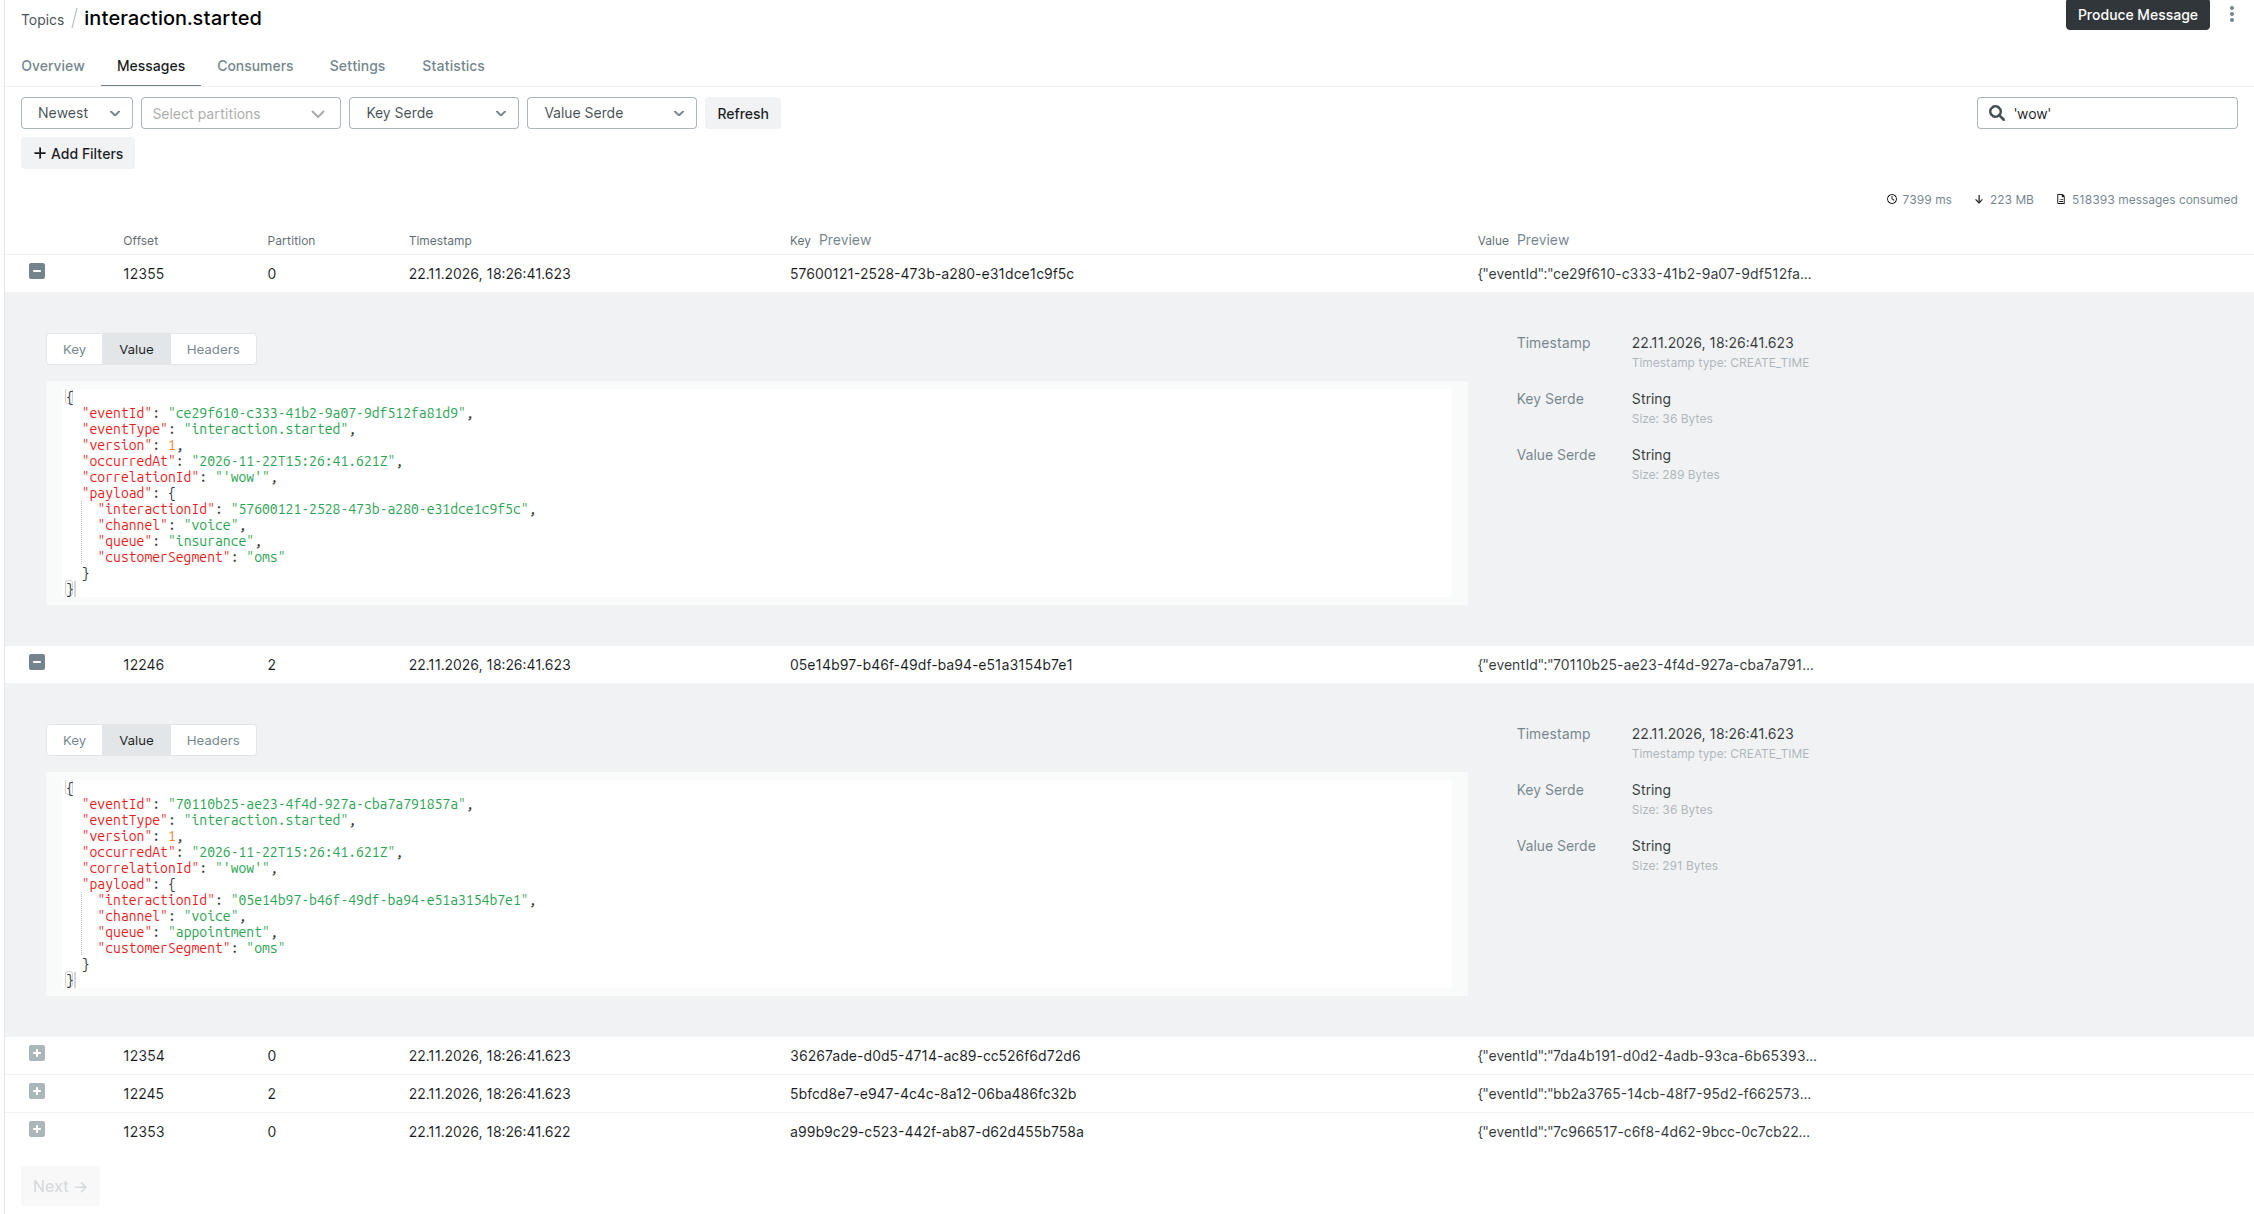 Topics / interaction.started
Produce Message
Overview Messages Consumers Settings Statistics
Newest Select partitions Key Serde Value Serde Refresh 'wow'
+ Add Filters
7399 ms 223 MB 518393 messages consumed
Offset Partition Timestamp Key Preview Value Preview
12355 0 22.11.2026, 18:26:41.623 57600121-2528-473b-a280-e31dce1c9f5c {"eventId":"ce29f610-c333-41b2-9a07-9df512fa...
Key Value Headers
{
"eventId": "ce29f610-c333-41b2-9a07-9df512fa81d9",
"eventType": "interaction.started",
"version": 1,
"occurredAt": "2026-11-22T15:26:41.621Z",
"correlationId": "'wow'",
"payload": {
"interactionId": "57600121-2528-473b-a280-e31dce1c9f5c",
"channel": "voice",
"queue": "insurance",
"customerSegment": "oms"
}
}
Timestamp 22.11.2026, 18:26:41.623
Timestamp type: CREATE_TIME
Key Serde String
Size: 36 Bytes
Value Serde String
Size: 289 Bytes
12246 2 22.11.2026, 18:26:41.623 05e14b97-b46f-49df-ba94-e51a3154b7e1 {"eventId":"70110b25-ae23-4f4d-927a-cba7a791...
Key Value Headers
{
"eventId": "70110b25-ae23-4f4d-927a-cba7a791857a",
"eventType": "interaction.started",
"version": 1,
"occurredAt": "2026-11-22T15:26:41.621Z",
"correlationId": "'wow'",
"payload": {
"interactionId": "05e14b97-b46f-49df-ba94-e51a3154b7e1",
"channel": "voice",
"queue": "appointment",
"customerSegment": "oms"
}
}
Timestamp 22.11.2026, 18:26:41.623
Timestamp type: CREATE_TIME
Key Serde String
Size: 36 Bytes
Value Serde String
Size: 291 Bytes
12354 0 22.11.2026, 18:26:41.623 36267ade-d0d5-4714-ac89-cc526f6d72d6 {"eventId":"7da4b191-d0d2-4adb-93ca-6b65393...
12245 2 22.11.2026, 18:26:41.623 5bfcd8e7-e947-4c4c-8a12-06ba486fc32b {"eventId":"bb2a3765-14cb-48f7-95d2-f662573...
12353 0 22.11.2026, 18:26:41.622 a99b9c29-c523-442f-ab87-d62d455b758a {"eventId":"7c966517-c6f8-4d62-9bcc-0c7cb22...
Next →